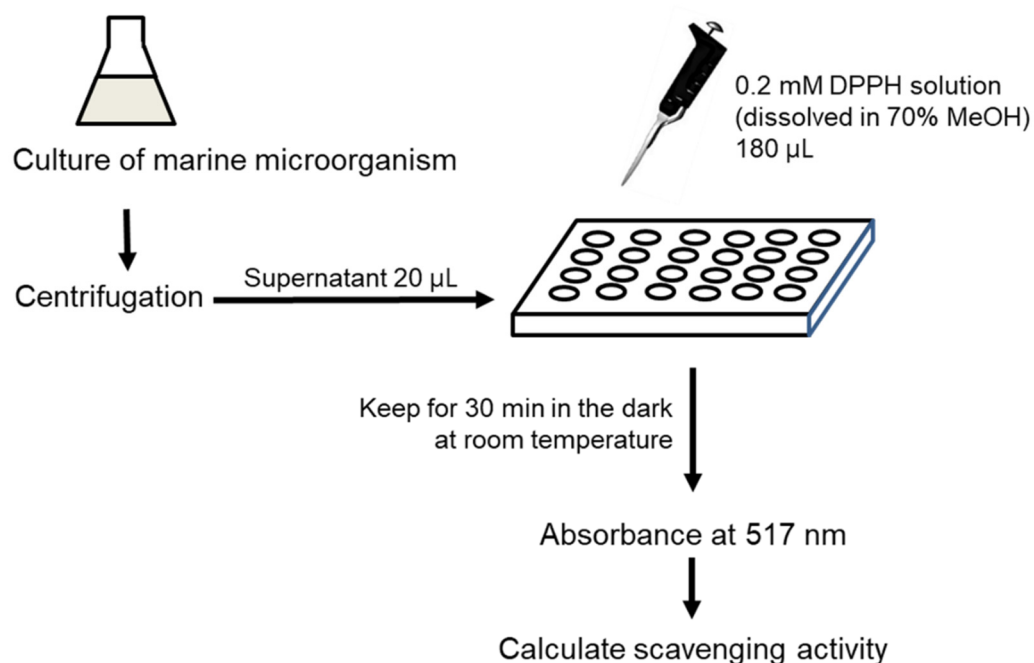 0.2 mM DPPH solution
(dissolved in 70% MeOH)
180 µL
Culture of marine microorganism
Centrifugation
Supernatant 20 µL
Keep for 30 min in the dark
at room temperature
Absorbance at 517 nm
Calculate scavenging activity